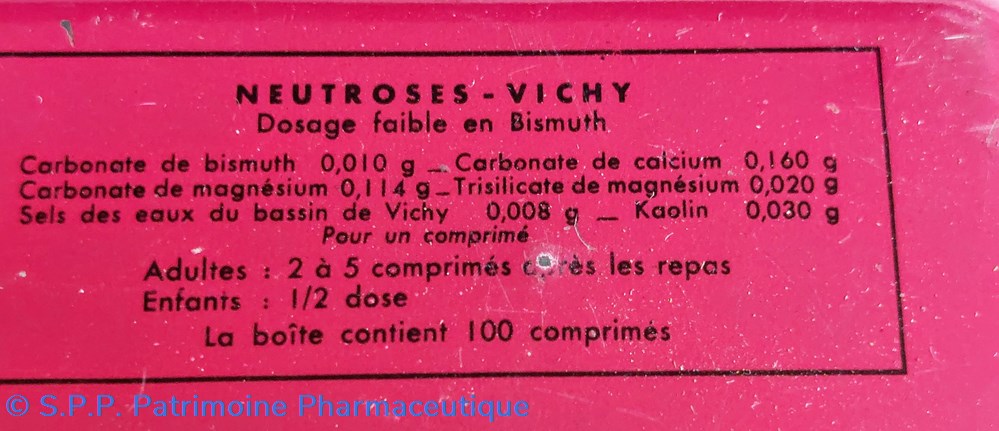 NEUTROSES - VICHY
Dosage faible en Bismuth
Carbonate de bismuth 0,010 g _ Carbonate de calcium 0,160 g
Carbonate de magnésium 0,114 g _ Trisilicate de magnésium 0,020 g
Sels des eaux du bassin de Vichy 0,008 g _ Kaolin 0,030 g
Pour un comprimé
Adultes : 2 à 5 comprimés après les repas
Enfants : 1/2 dose
La boîte contient 100 comprimés
© S.P.P. Patrimoine Pharmaceutique